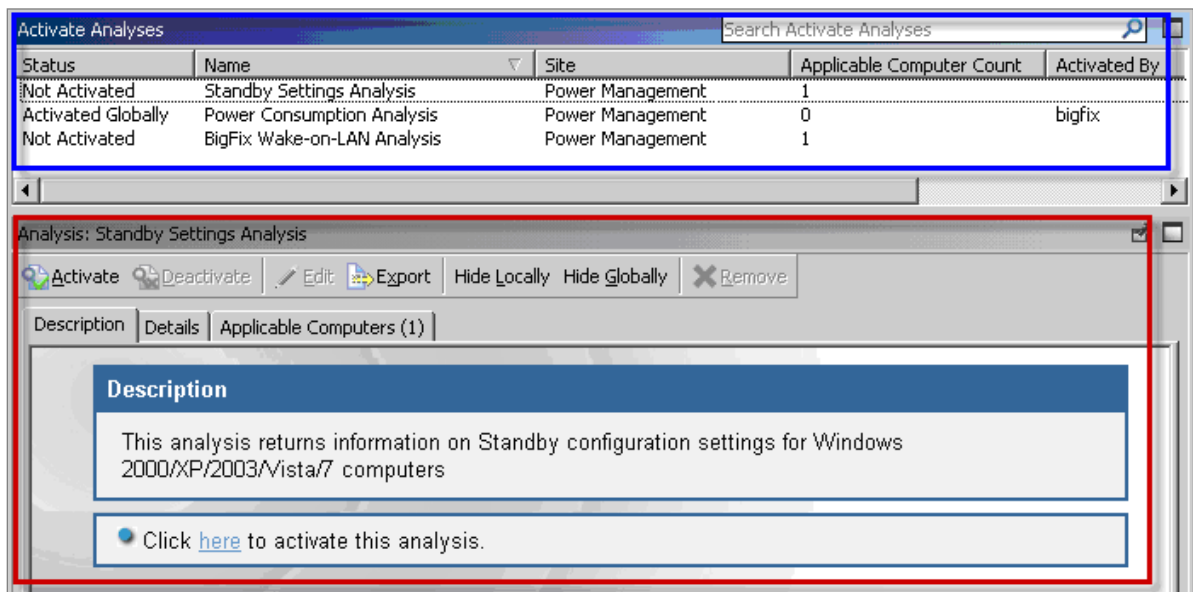 Activate Analyses Search Activate Analyses
Status Name Site Applicable Computer Count Activated By
Not Activated Standby Settings Analysis Power Management 1
Activated Globally Power Consumption Analysis Power Management 0 bigfix
Not Activated BigFix Wake-on-LAN Analysis Power Management 1
Analysis: Standby Settings Analysis
Activate Deactivate Edit Export Hide Locally Hide Globally Remove
Description Details Applicable Computers (1)
Description
This analysis returns information on Standby configuration settings for Windows
2000/XP/2003/Vista/7 computers
Click here to activate this analysis.